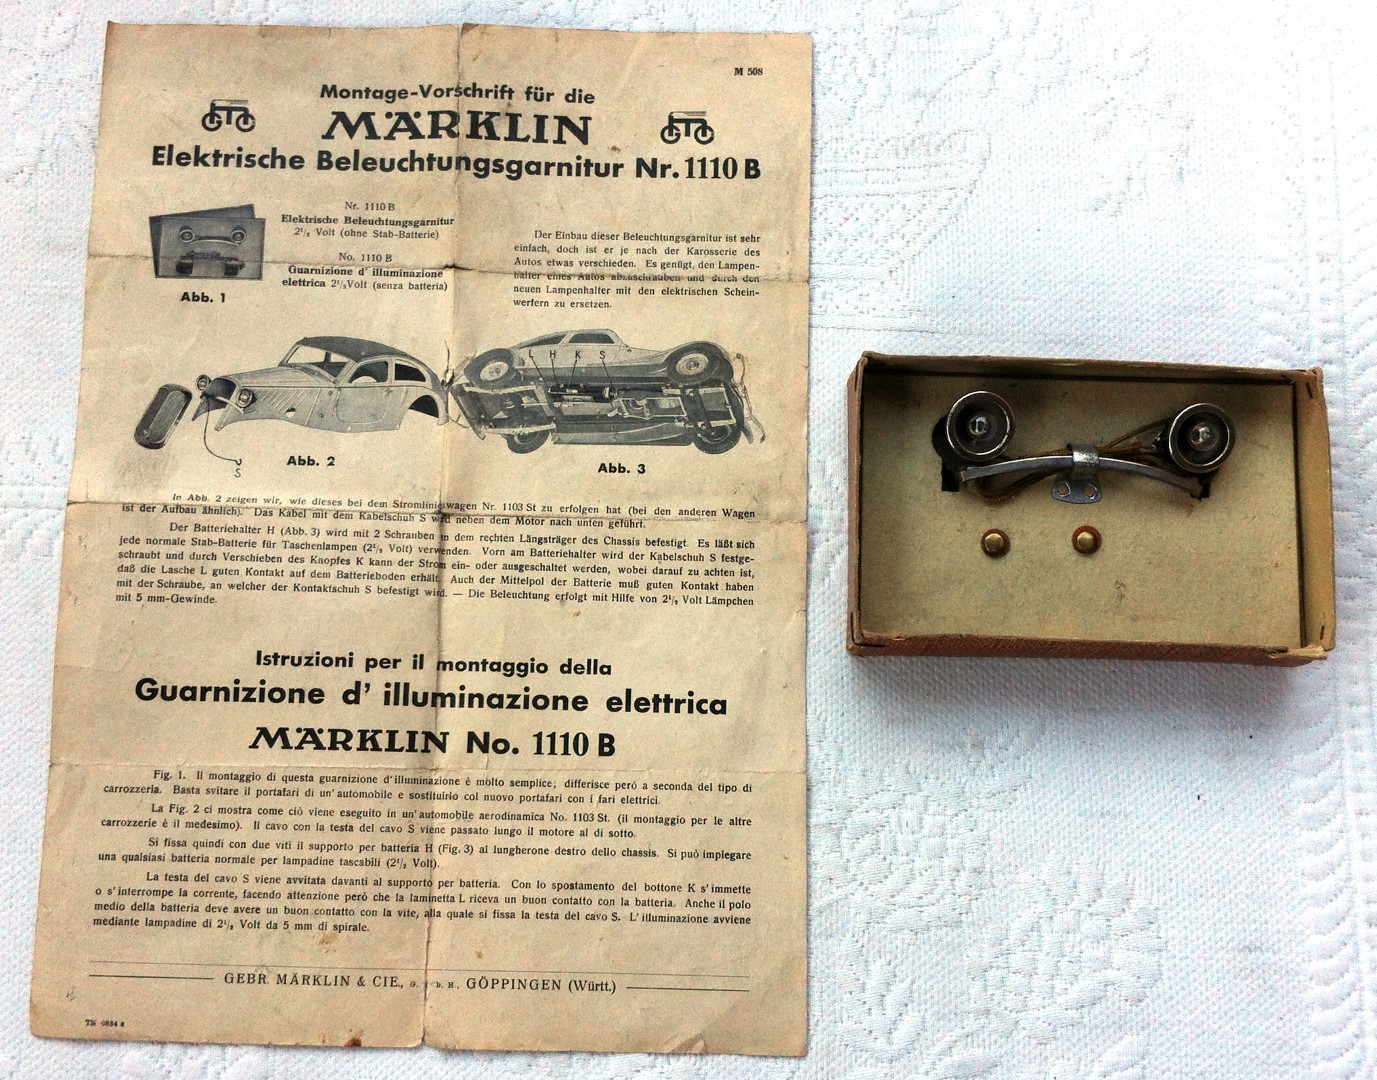 M 508
Montage-Vorschrift für die
MÄRKLIN
Elektrische Beleuchtungsgarnitur Nr. 1110 B
Nr. 1110 B
Elektrische Beleuchtungsgarnitur
2¹/₂ Volt (ohne Stab-Batterie)
No. 1110 B
Guarnizione d' illuminazione
elettrica 2¹/₂ Volt (senza batteria)
Abb. 1
Der Einbau dieser Beleuchtungsgarnitur ist sehr
einfach, doch ist er je nach der Karosserie des
Autos etwas verschieden. Es genügt, den Lampen-
halter eines Autos abzuschrauben und durch den
neuen Lampenhalter mit den elektrischen Schein-
werfern zu ersetzen.
L H K S
S
Abb. 2
Abb. 3
In Abb. 2 zeigen wir, wie dieses bei dem Stromlinienwagen Nr. 1103 St zu erfolgen hat (bei den anderen Wagen
ist der Aufbau ähnlich). Das Kabel mit dem Kabelschuh S wird neben dem Motor nach unten geführt.
Der Batteriehalter H (Abb. 3) wird mit 2 Schrauben an dem rechten Längsträger des Chassis befestigt. Es läßt sich
jede normale Stab-Batterie für Taschenlampen (2¹/₂ Volt) verwenden. Vorn am Batteriehalter wird der Kabelschuh S festge-
schraubt und durch Verschieben des Knopfes K kann der Strom ein- oder ausgeschaltet werden, wobei darauf zu achten ist,
daß die Lasche L guten Kontakt auf dem Batterieboden erhält. Auch der Mittelpol der Batterie muß guten Kontakt haben
mit der Schraube, an welcher der Kontaktschuh S befestigt wird. — Die Beleuchtung erfolgt mit Hilfe von 2¹/₂ Volt Lämpchen
mit 5 mm-Gewinde.
Istruzioni per il montaggio della
Guarnizione d' illuminazione elettrica
MÄRKLIN No. 1110 B
Fig. 1. Il montaggio di questa guarnizione d'illuminazione è molto semplice; differisce però a seconda del tipo di
carrozzeria. Basta svitare il portafari di un'automobile e sostituirlo col nuovo portafari con i fari elettrici.
La Fig. 2 ci mostra come ciò viene eseguito in un'automobile aerodinamica No. 1103 St. (il montaggio per le altre
carrozzerie è il medesimo). Il cavo con la testa del cavo S viene passato lungo il motore al di sotto.
Si fissa quindi con due viti il supporto per batteria H (Fig. 3) al lungherone destro dello chassis. Si può impiegare
una qualsiasi batteria normale per lampadine tascabili (2¹/₂ Volt).
La testa del cavo S viene avvitata davanti al supporto per batteria. Con lo spostamento del bottone K s' immette
o s'interrompe la corrente, facendo attenzione però che la laminetta L riceva un buon contatto con la batteria. Anche il polo
medio della batteria deve avere un buon contatto con la vite, alla quale si fissa la testa del cavo S. L' illuminazione avviene
mediante lampadine di 2¹/₂ Volt da 5 mm di spirale.
GEBR. MÄRKLIN & CIE., G. m. b. H., GÖPPINGEN (Württ.)
TN 0834